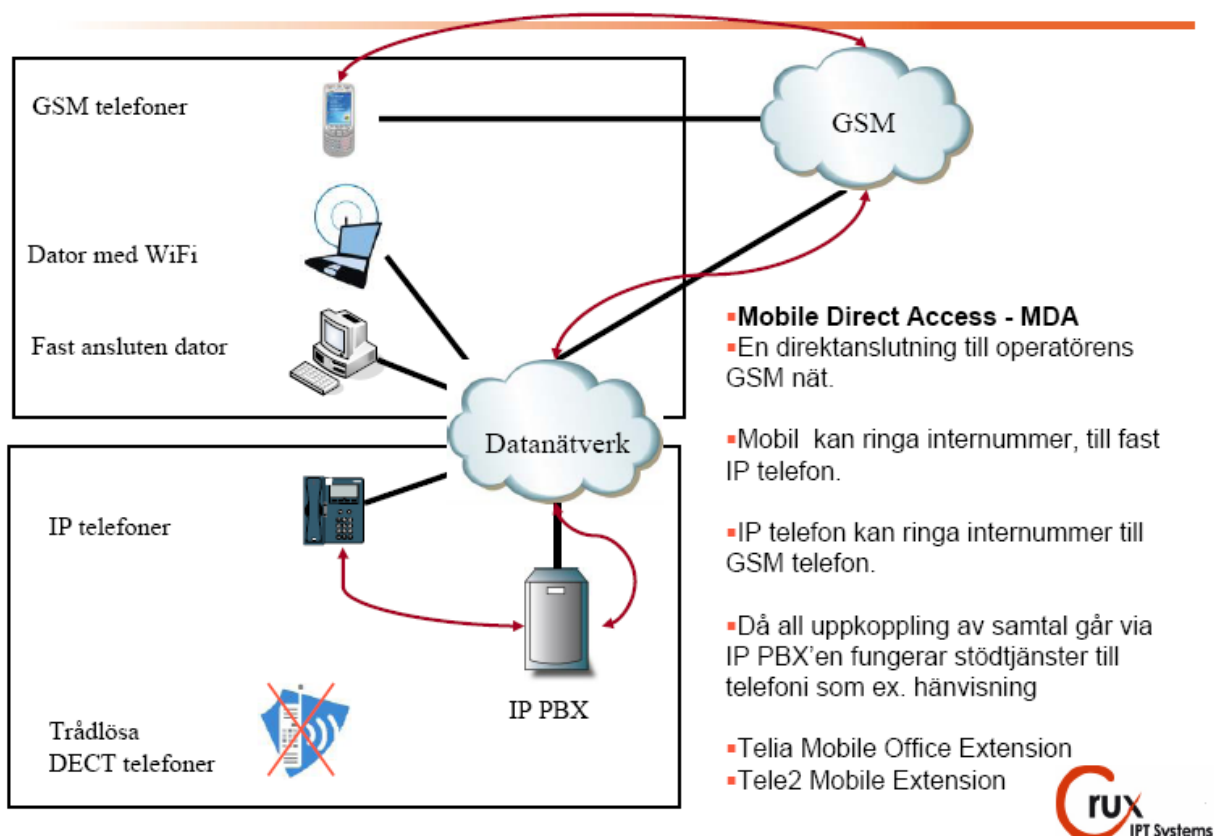 GSM telefoner
GSM
Dator med WiFi
Fast ansluten dator
Datanätverk
IP telefoner
IP PBX
Trådlösa
DECT telefoner
▪Mobile Direct Access - MDA
▪En direktanslutning till operatörens
GSM nät.
▪Mobil kan ringa internummer, till fast
IP telefon.
▪IP telefon kan ringa internummer till
GSM telefon.
▪Då all uppkoppling av samtal går via
IP PBX'en fungerar stödtjänster till
telefoni som ex. hänvisning
▪Telia Mobile Office Extension
▪Tele2 Mobile Extension
Crux
IPT Systems